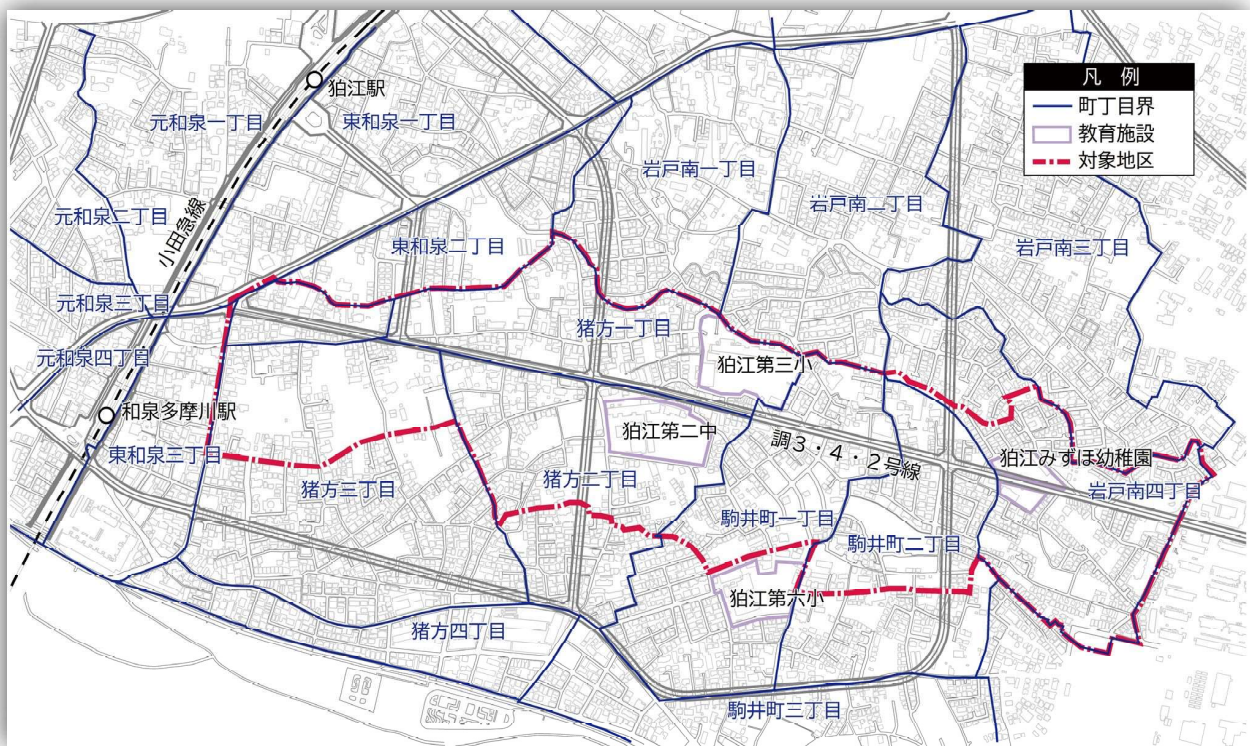 狛江駅
凡 例
町丁目界
教育施設
対象地区
元和泉一丁目
東和泉一丁目
岩戸南一丁目
岩戸南二丁目
元和泉二丁目
小田急線
東和泉二丁目
岩戸南三丁目
元和泉三丁目
猪方一丁目
元和泉四丁目
狛江第三小
和泉多摩川駅
狛江第二中
調3・4・2号線
東和泉三丁目
狛江みずほ幼稚園
猪方三丁目
猪方二丁目
岩戸南四丁目
駒井町一丁目
駒井町二丁目
狛江第六小
猪方四丁目
駒井町三丁目